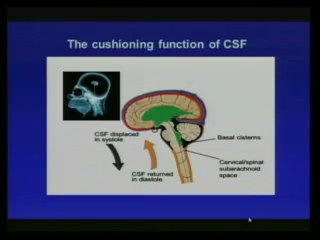 The cushioning function of CSF
CSF displaced
in systole
CSF returned
in diastole
Basal cisterns
Cervical/spinal
subarachnoid
space